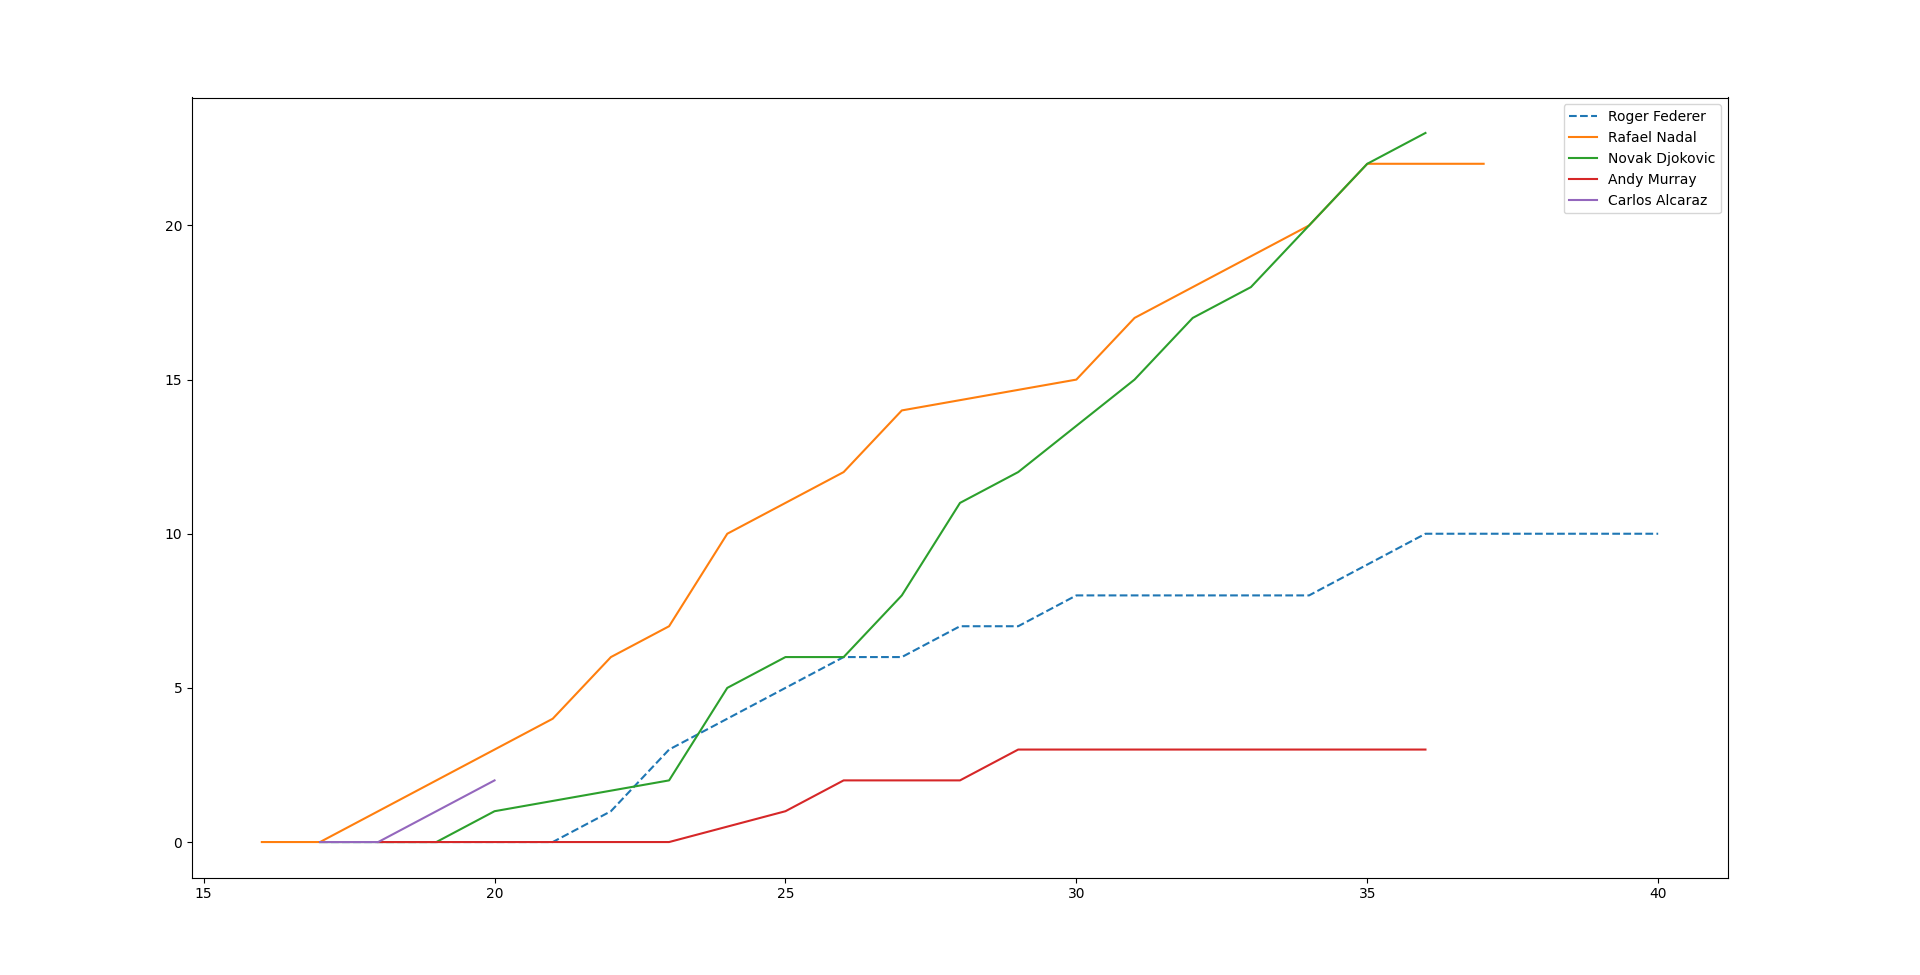 Roger Federer
Rafael Nadal
Novak Djokovic
Andy Murray
Carlos Alcaraz
20
15
10
5
0
15 20 25 30 35 40